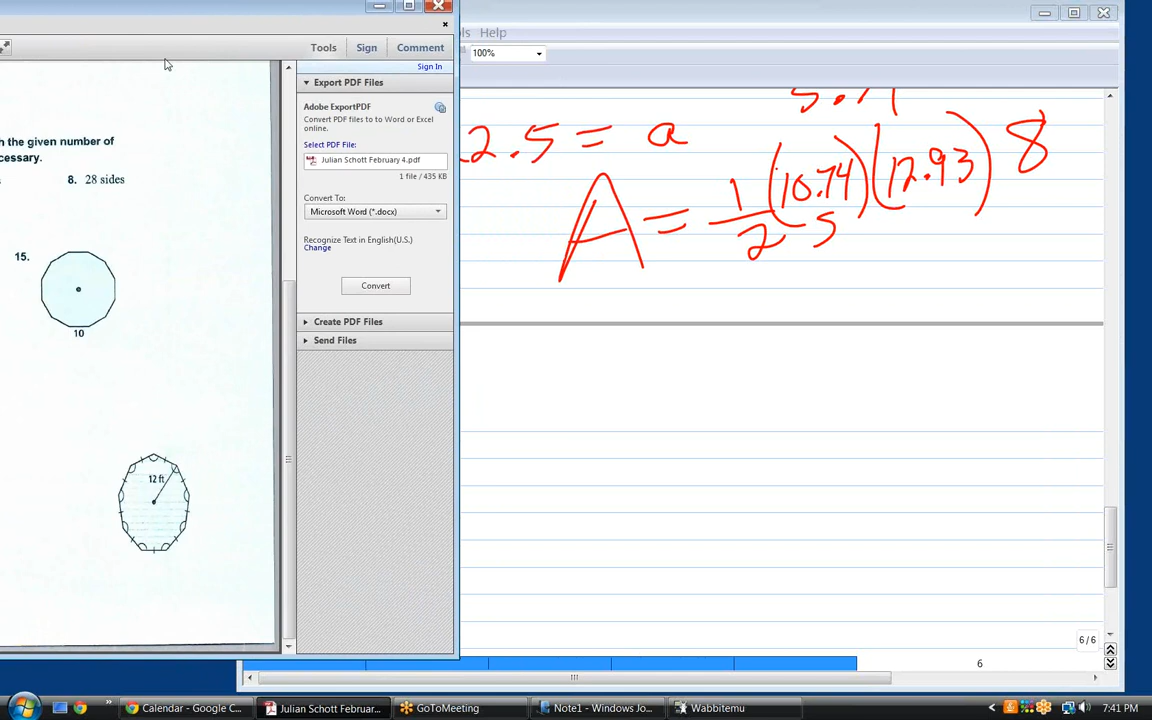 Help
Tools Sign Comment
100%
Sign In
Export PDF Files
Adobe ExportPDF
Convert PDF files to to Word or Excel
online.
Select PDF File:
Julian Schott February 4.pdf
1 file / 435 KB
Convert To:
Microsoft Word (*.docx)
Recognize Text in English(U.S.)
Change
Convert
Create PDF Files
Send Files
h the given number of
cessary.
8. 28 sides
15.
10
12 ft
2.5 = a
A = 1/2 (10.74)(12.93) 8
6/6
6
Calendar - Google C...
Julian Schott Februar...
GoToMeeting
Note1 - Windows Jo...
Wabbitemu
7:41 PM